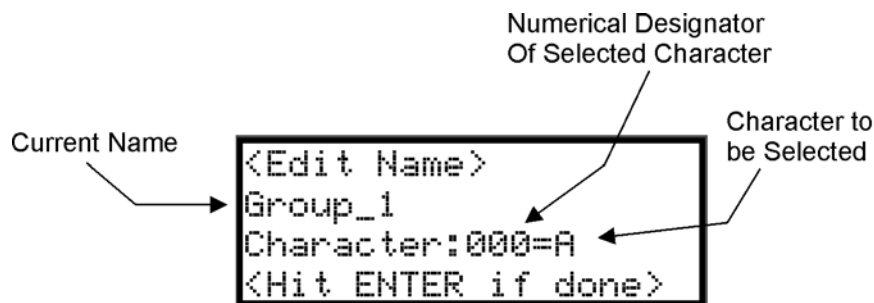 Numerical Designator
Of Selected Character
Character to
be Selected
Current Name
<Edit Name>
Group_1
Character:000=A
<Hit ENTER if done>